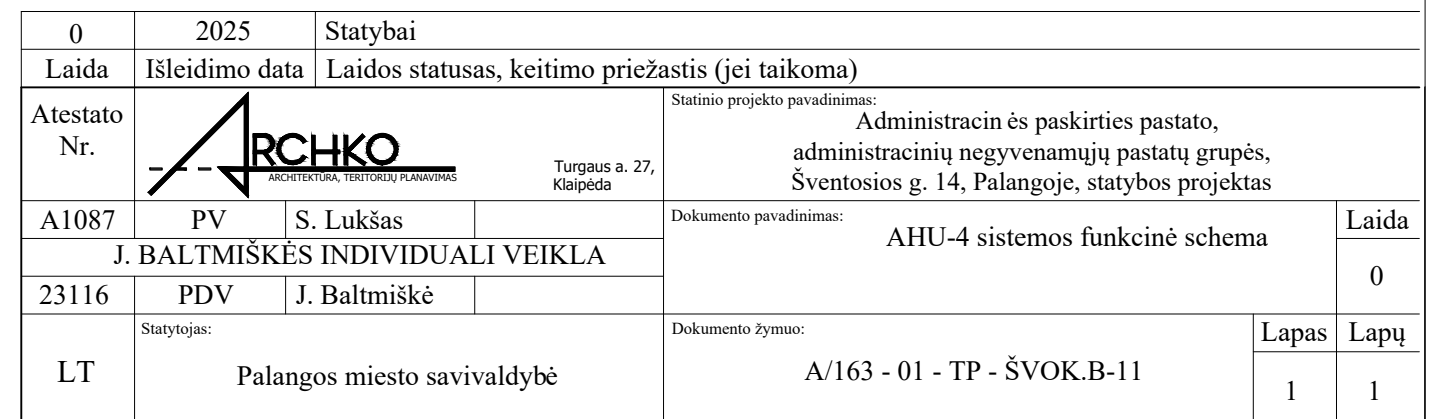 0 2025 Statybai
Laida Išleidimo data Laidos statusas, keitimo priežastis (jei taikoma)
Atestato
Nr.
ARCHKO
ARCHITEKTŪRA, TERITORIJŲ PLANAVIMAS
Turgaus a. 27,
Klaipėda
Statinio projekto pavadinimas:
Administracin ės paskirties pastato,
administracinių negyvenamųjų pastatų grupės,
Šventosios g. 14, Palangoje, statybos projektas
A1087 PV S. Lukšas
J. BALTMIŠKĖS INDIVIDUALI VEIKLA
23116 PDV J. Baltmiškė
Dokumento pavadinimas:
AHU-4 sistemos funkcinė schema
Laida
0
LT
Statytojas:
Palangos miesto savivaldybė
Dokumento žymuo:
A/163 - 01 - TP - ŠVOK.B-11
Lapas Lapų
1 1